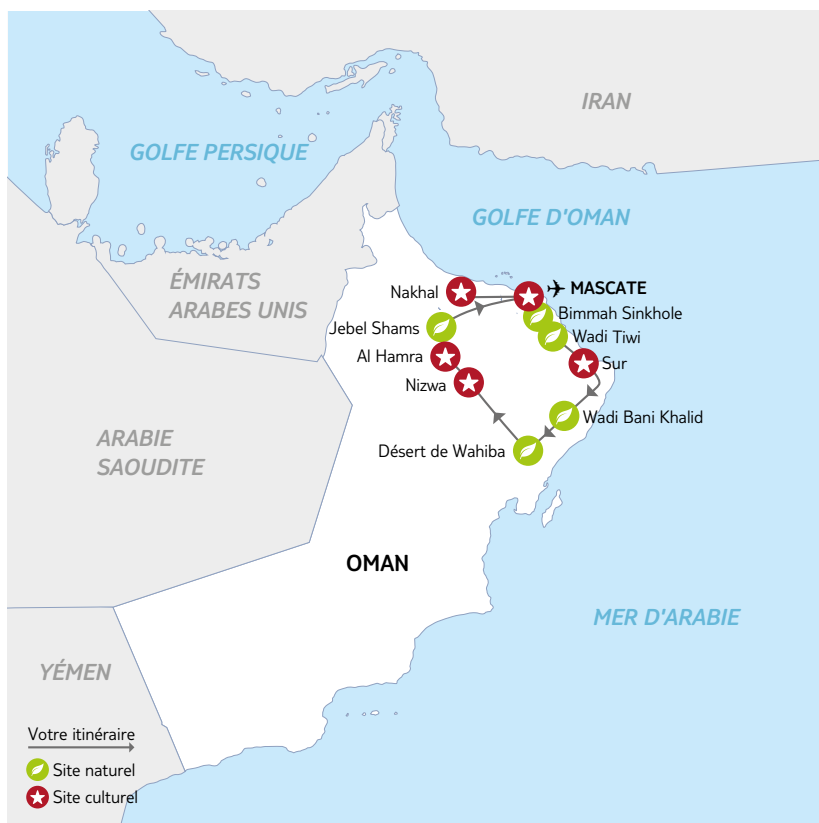 IRAN
GOLFE PERSIQUE
GOLFE D'OMAN
ÉMIRATS
ARABES UNIS
Nakhal
MASCATE
Bimmah Sinkhole
Jebel Shams
Wadi Tiwi
Al Hamra
Sur
Nizwa
Wadi Bani Khalid
Désert de Wahiba
ARABIE
SAOUDITE
OMAN
MER D'ARABIE
YÉMEN
Votre itinéraire
Site naturel
Site culturel